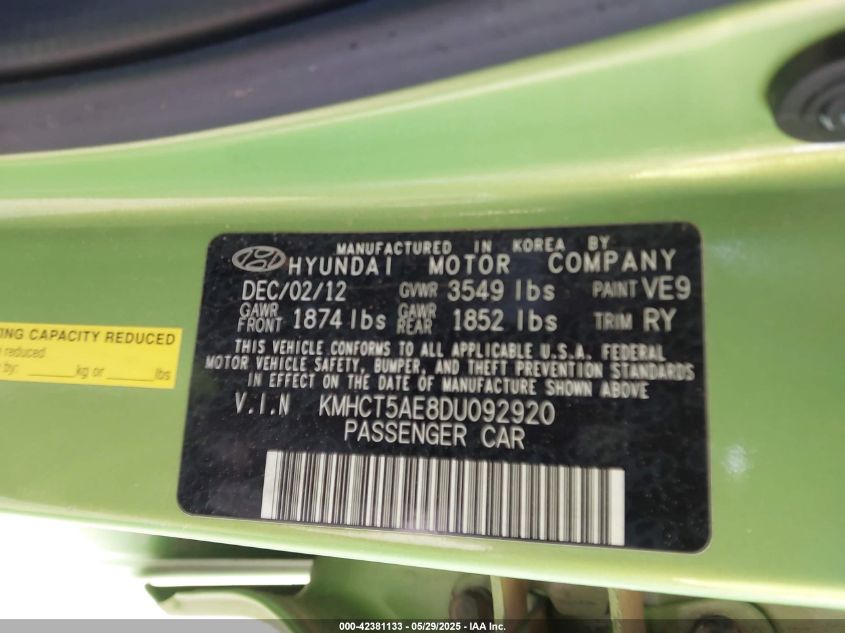 MANUFACTURED IN KOREA BY
HYUNDAI MOTOR COMPANY
DEC/02/12 GVWR 3549 lbs PAINT VE9
GAWR FRONT 1874 lbs GAWR REAR 1852 lbs TRIM RY
THIS VEHICLE CONFORMS TO ALL APPLICABLE U.S.A. FEDERAL
MOTOR VEHICLE SAFETY, BUMPER, AND THEFT PREVENTION STANDARDS
IN EFFECT ON THE DATE OF MANUFACTURE SHOWN ABOVE
V.I.N KMHCT5AE8DU092920
PASSENGER CAR
CAPACITY REDUCED
reduced
by: ______kg or ______lbs
000-42381133 - 05/29/2025 - IAA Inc.